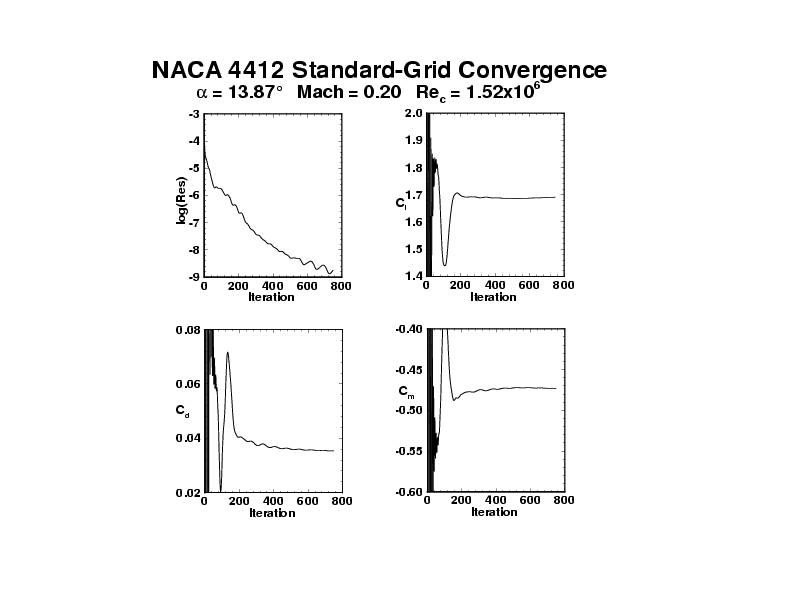 NACA 4412 Standard-Grid Convergence
α = 13.87° Mach = 0.20 Rec = 1.52x10^6
-3
-4
-5
-6
-7
-8
-9
log(Res)
0 200 400 600 800
Iteration
2.0
1.9
1.8
1.7
1.6
1.5
1.4
Cl
0 200 400 600 800
Iteration
0.08
0.06
0.04
0.02
Cd
0 200 400 600 800
Iteration
-0.40
-0.45
-0.50
-0.55
-0.60
Cm
0 200 400 600 800
Iteration